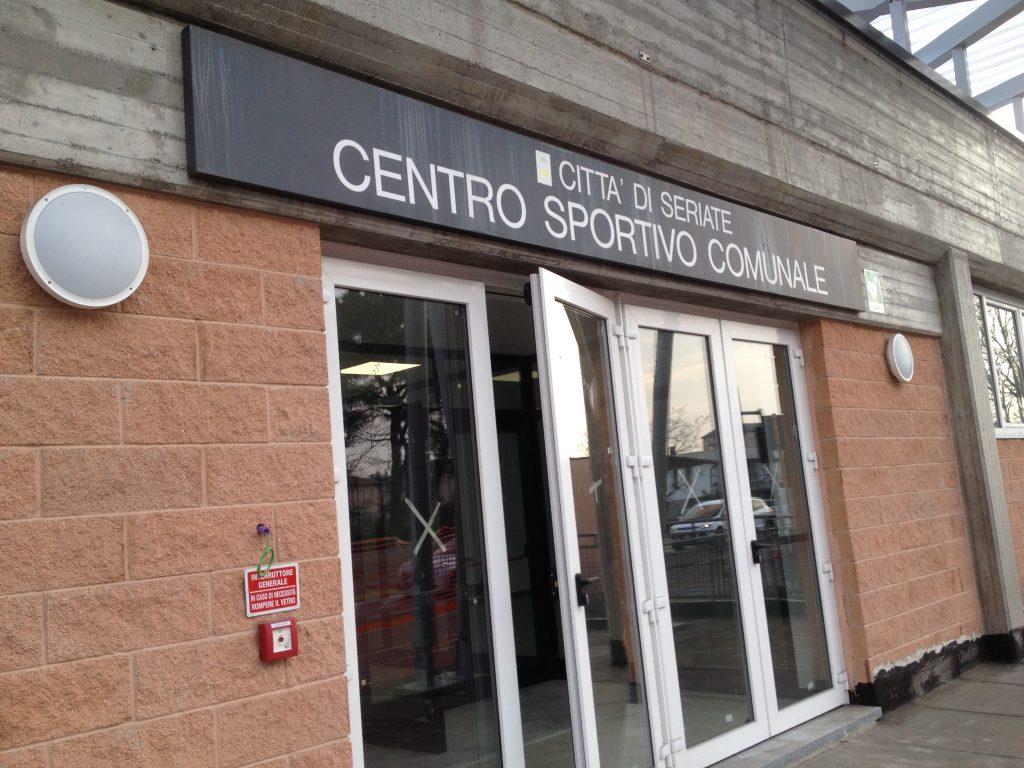 CITTA' DI SERIATE
CENTRO SPORTIVO COMUNALE
INTERRUTTORE
GENERALE
IN CASO DI NECESSITÀ
ROMPERE IL VETRO